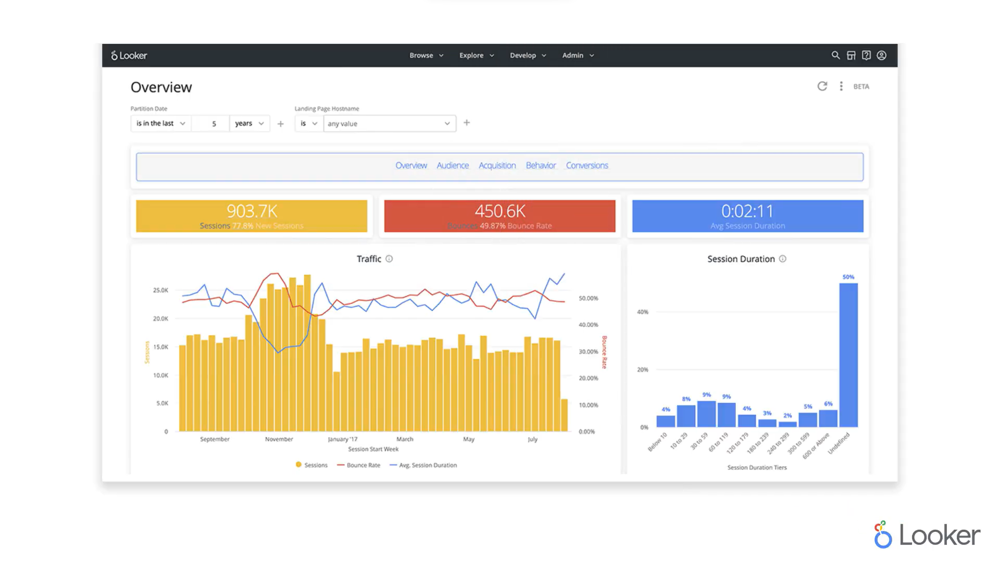 Looker Browse Explore Develop Admin
Overview
BETA
Partition Date Landing Page Hostname
is in the last 5 years + is any value +
Overview Audience Acquisition Behavior Conversions
903.7K
Sessions 77.8% New Sessions
450.6K
Bounces 49.87% Bounce Rate
0:02:11
Avg Session Duration
Traffic
25.0K
20.0K
15.0K
10.0K
5.0K
0
Sessions
50.00%
40.00%
30.00%
20.00%
10.00%
0.00%
Bounce Rate
September November January '17 March May July
Session Start Week
Sessions Bounce Rate Avg. Session Duration
Session Duration
40%
20%
0%
4% 8% 9% 9% 4% 3% 2% 5% 6% 50%
Below 10
10 to 29
30 to 59
60 to 119
120 to 179
180 to 239
240 to 299
300 to 599
600 or Above
Undefined
Session Duration Tiers
Looker